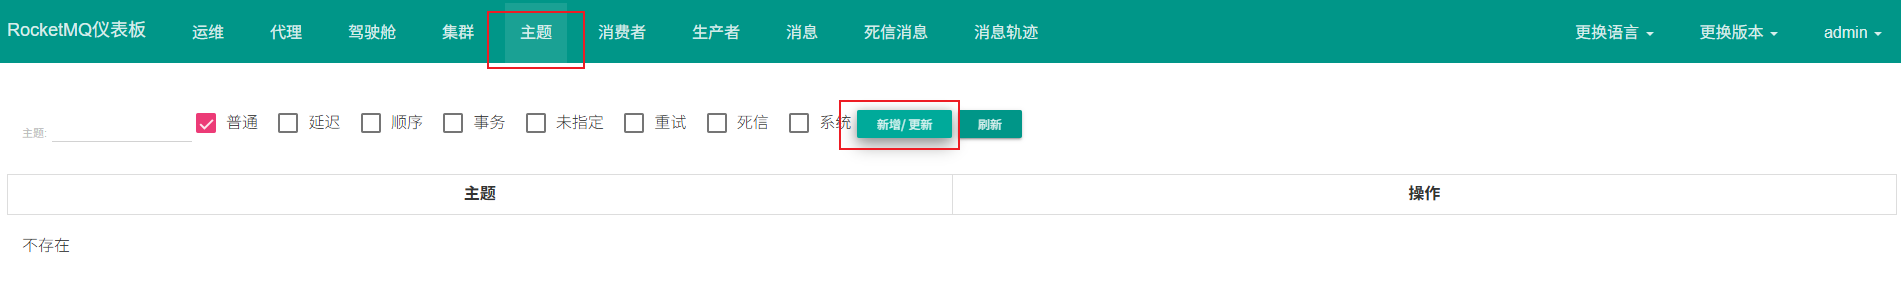 RocketMQ仪表板 运维 代理 驾驶舱 集群 主题 消费者 生产者 消息 死信消息 消息轨迹 更换语言 更换版本 admin
主题: 普通 延迟 顺序 事务 未指定 重试 死信 系统 新增/ 更新 刷新
主题 操作
不存在